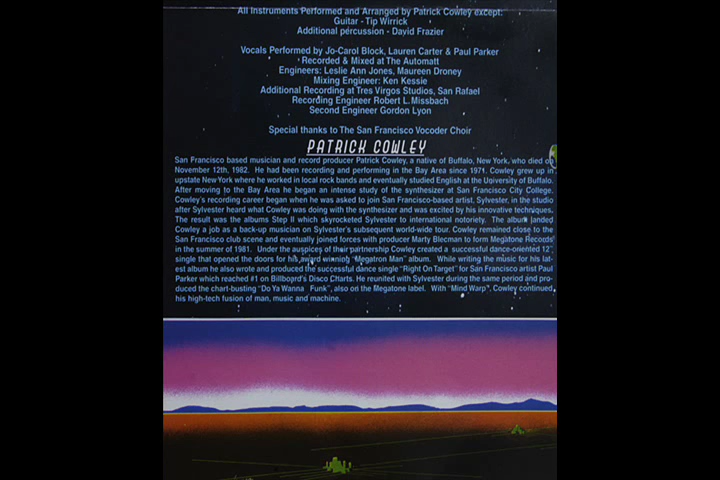 All Instruments Performed and Arranged by Patrick Cowley except:
Guitar - Tip Wirrick
Additional percussion - David Frazier
Vocals Performed by Jo-Carol Block, Lauren Carter & Paul Parker
Recorded & Mixed at The Automatt
Engineers: Leslie Ann Jones, Maureen Droney
Mixing Engineer: Ken Kessie
Additional Recording at Tres Virgos Studios, San Rafael
Recording Engineer Robert L. Missbach
Second Engineer Gordon Lyon
Special thanks to The San Francisco Vocoder Choir
PATRICK COWLEY
San Francisco based musician and record producer Patrick Cowley, a native of Buffalo, New York, who died on
November 12th, 1982. He had been recording and performing in the Bay Area since 1971. Cowley grew up in
upstate New York where he worked in local rock bands and eventually studied English at the University of Buffalo.
After moving to the Bay Area he began an intense study of the synthesizer at San Francisco City College.
Cowley's recording career began when he was asked to join San Francisco-based artist, Sylvester, in the studio
after Sylvester heard what Cowley was doing with the synthesizer and was excited by his innovative techniques.
The result was the albums Step II which skyrocketed Sylvester to international notoriety. The album landed
Cowley a job as a back-up musician on Sylvester's subsequent world-wide tour. Cowley remained close to the
San Francisco club scene and eventually joined forces with producer Marty Blecman to form Megatone Records
in the summer of 1981. Under the auspices of their partnership Cowley created a successful dance-oriented 12"
single that opened the doors for his award winning "Megatron Man" album. While writing the music for his lat-
est album he also wrote and produced the successful dance single "Right On Target" for San Francisco artist Paul
Parker which reached #1 on Billboard's Disco Charts. He reunited with Sylvester during the same period and pro-
duced the chart-busting "Do Ya Wanna Funk", also on the Megatone label. With "Mind Warp", Cowley continued
his high-tech fusion of man, music and machine.